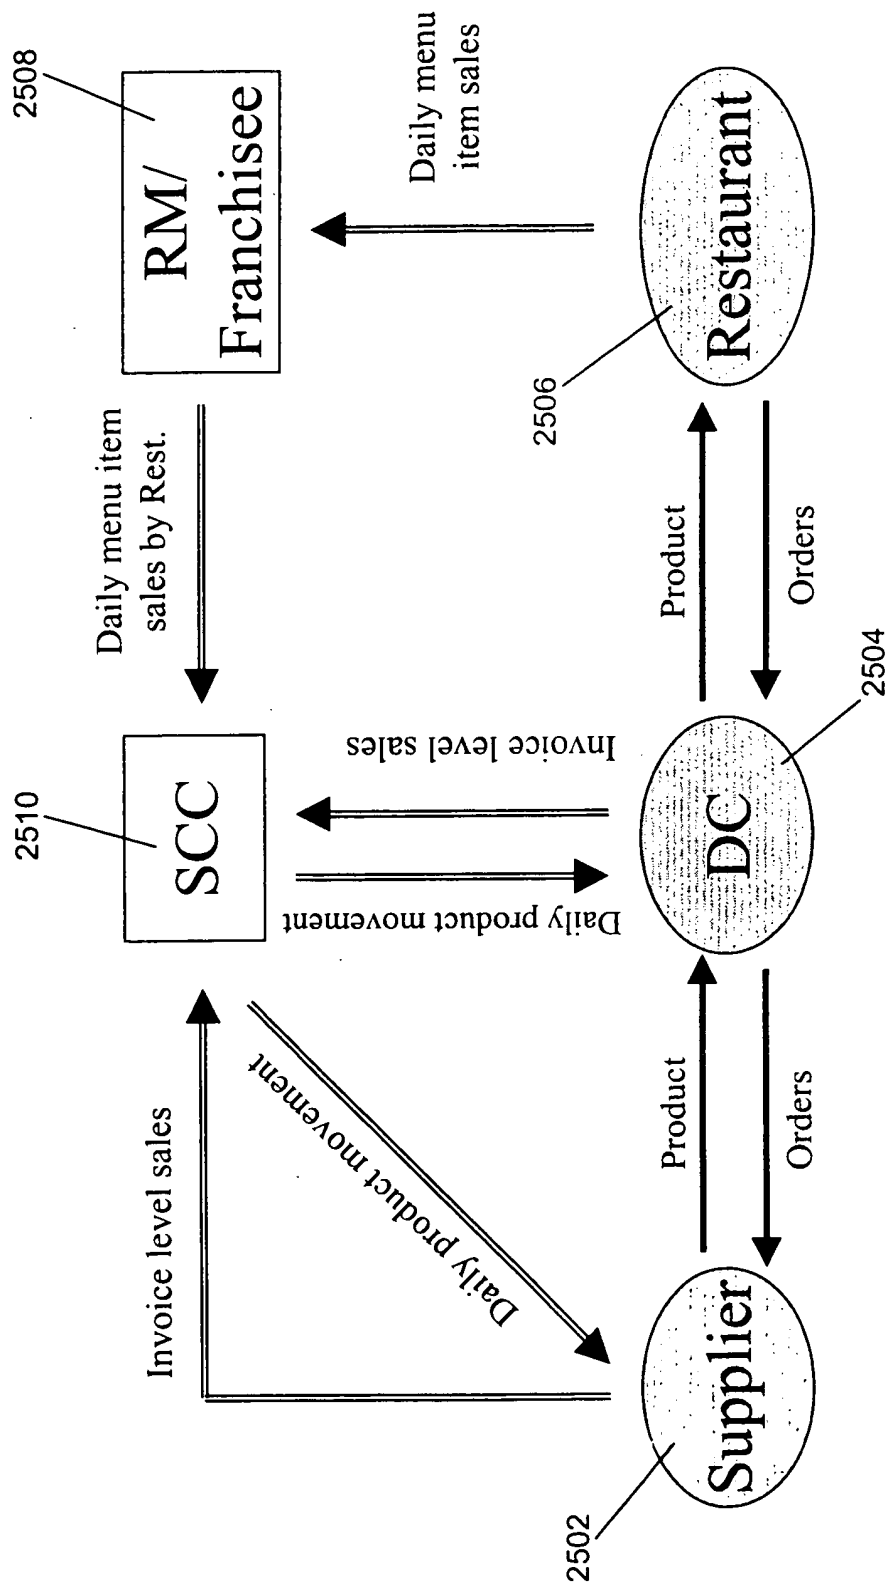 2510
2508
SCC
RM/
Franchisee
Invoice level sales
Daily menu item
sales by Rest.
Daily menu
item sales
Daily product movement
Daily product movement
Invoice level sales
2502
Supplier
Product
Orders
DC
2504
Product
Orders
2506
Restaurant